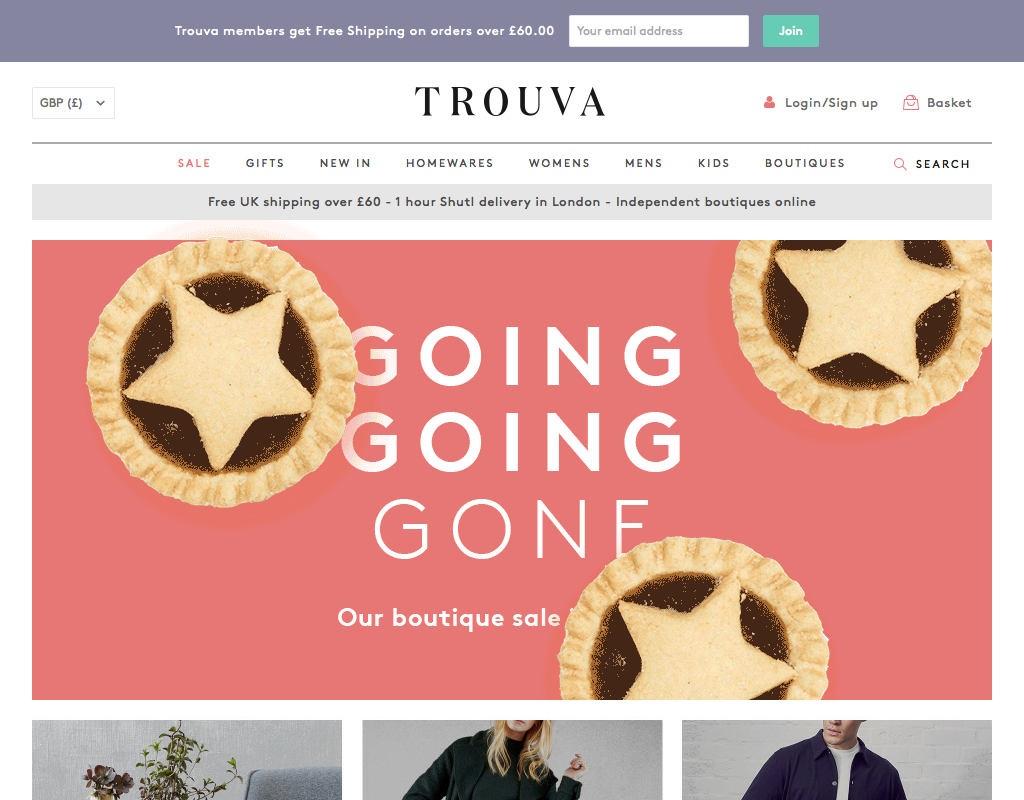 Trouva members get Free Shipping on orders over £60.00
Your email address
Join
GBP (£)
TROUVA
Login/Sign up
Basket
SALE
GIFTS
NEW IN
HOMEWARES
WOMENS
MENS
KIDS
BOUTIQUES
SEARCH
Free UK shipping over £60 - 1 hour Shutl delivery in London - Independent boutiques online
GOING
GOING
GONE
Our boutique sale